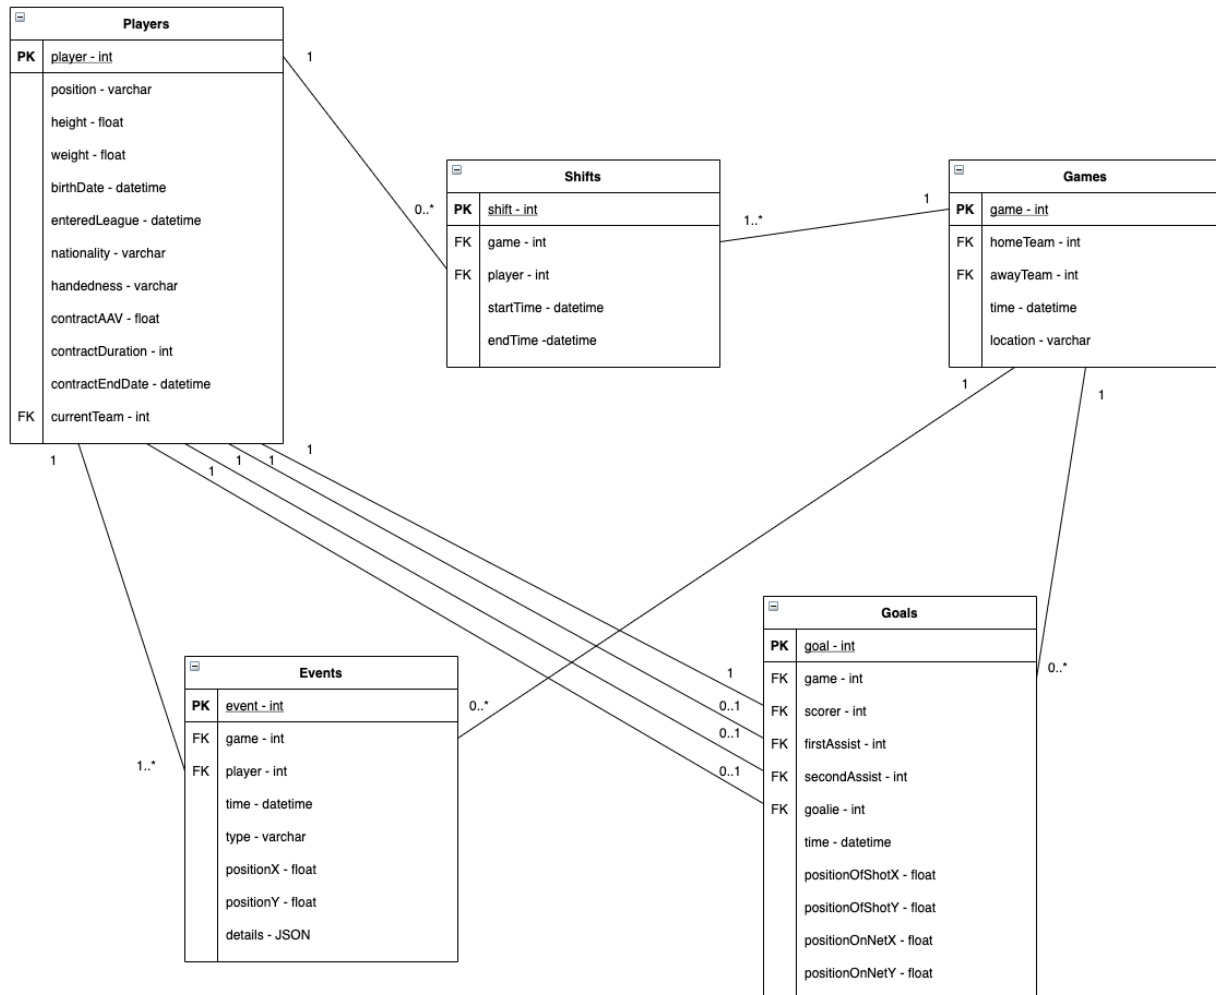 Players
PK player - int
position - varchar
height - float
weight - float
birthDate - datetime
enteredLeague - datetime
nationality - varchar
handedness - varchar
contractAAV - float
contractDuration - int
contractEndDate - datetime
FK currentTeam - int
1
0..*
Shifts
PK shift - int
FK game - int
FK player - int
startTime - datetime
endTime -datetime
1..*
1
Games
PK game - int
FK homeTeam - int
FK awayTeam - int
time - datetime
location - varchar
1
1
1
1
1
1
1
1..*
Events
PK event - int
FK game - int
FK player - int
time - datetime
type - varchar
positionX - float
positionY - float
details - JSON
0..*
1
0..1
0..1
0..1
Goals
PK goal - int
FK game - int
FK scorer - int
FK firstAssist - int
FK secondAssist - int
FK goalie - int
time - datetime
positionOfShotX - float
positionOfShotY - float
positionOnNetX - float
positionOnNetY - float
0..*